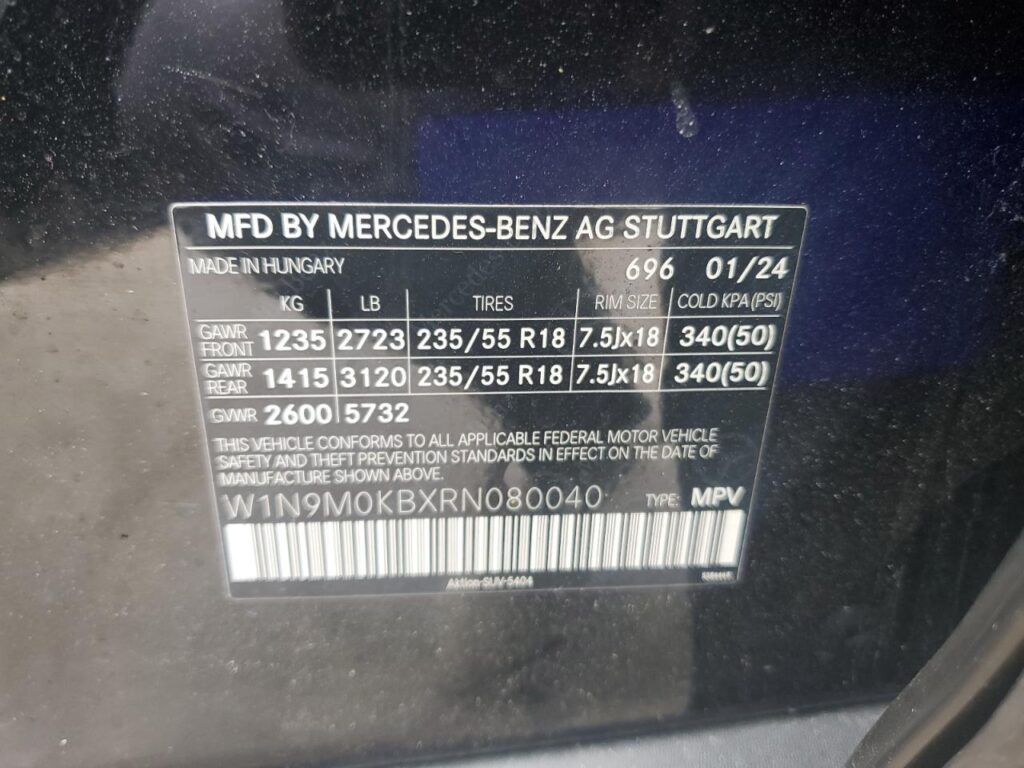 MFD BY MERCEDES-BENZ AG STUTTGART
MADE IN HUNGARY 696 01/24
KG LB TIRES RIM SIZE COLD KPA (PSI)
GAWR FRONT 1235 2723 235/55 R18 7.5Jx18 340(50)
GAWR REAR 1415 3120 235/55 R18 7.5Jx18 340(50)
GVWR 2600 5732
THIS VEHICLE CONFORMS TO ALL APPLICABLE FEDERAL MOTOR VEHICLE
SAFETY AND THEFT PREVENTION STANDARDS IN EFFECT ON THE DATE OF
MANUFACTURE SHOWN ABOVE.
W1N9M0KBXRN080040 TYPE: MPV
Aktion-SUV-5404